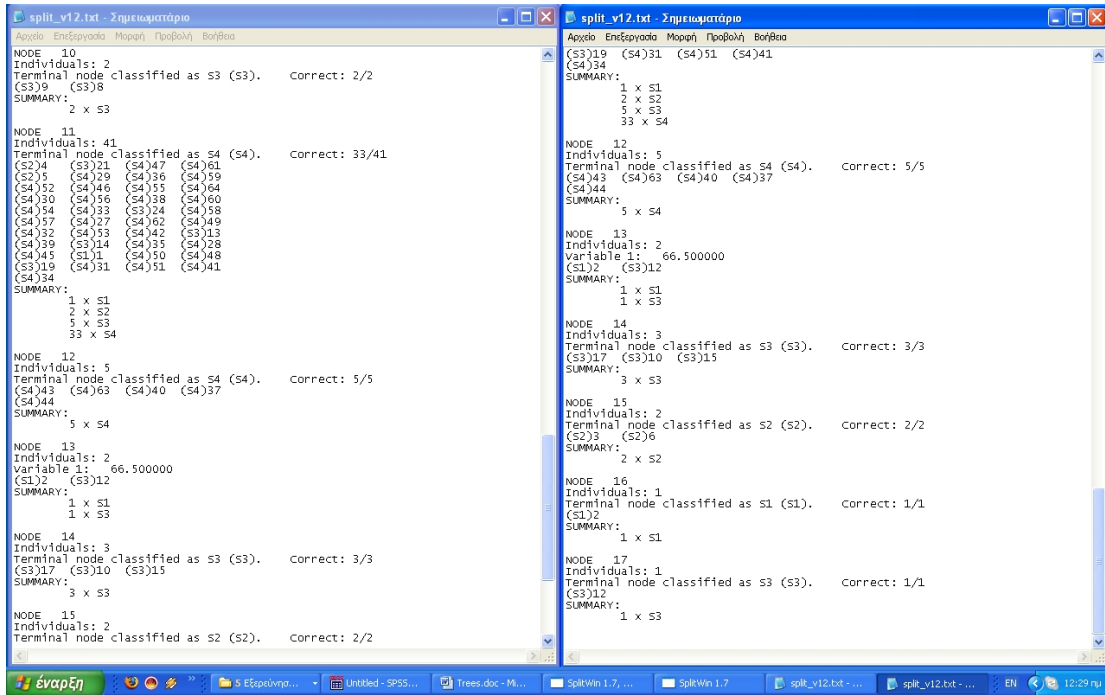 split_v12.txt - Σημειωματάριο
Αρχείο Επεξεργασία Μορφή Προβολή Βοήθεια
NODE 10
Individuals: 2
Terminal node classified as S3 (S3). Correct: 2/2
(S3)9 (S3)8
SUMMARY:
2 x S3
NODE 11
Individuals: 41
Terminal node classified as S4 (S4). Correct: 33/41
(S2)4 (S3)21 (S4)47 (S4)61
(S2)5 (S4)29 (S4)36 (S4)59
(S4)52 (S4)46 (S4)55 (S4)64
(S4)30 (S4)56 (S4)38 (S4)60
(S4)54 (S4)33 (S3)24 (S4)58
(S4)57 (S4)27 (S4)62 (S4)49
(S4)32 (S4)53 (S4)42 (S3)13
(S4)39 (S3)14 (S4)35 (S4)28
(S4)45 (S1)1 (S4)50 (S4)48
(S3)19 (S4)31 (S4)51 (S4)41
(S4)34
SUMMARY:
1 x S1
2 x S2
5 x S3
33 x S4
NODE 12
Individuals: 5
Terminal node classified as S4 (S4). Correct: 5/5
(S4)43 (S4)63 (S4)40 (S4)37
(S4)44
SUMMARY:
5 x S4
NODE 13
Individuals: 2
Variable 1: 66.500000
(S1)2 (S3)12
SUMMARY:
1 x S1
1 x S3
NODE 14
Individuals: 3
Terminal node classified as S3 (S3). Correct: 3/3
(S3)17 (S3)10 (S3)15
SUMMARY:
3 x S3
NODE 15
Individuals: 2
Terminal node classified as S2 (S2). Correct: 2/2
split_v12.txt - Σημειωματάριο
Αρχείο Επεξεργασία Μορφή Προβολή Βοήθεια
(S3)19 (S4)31 (S4)51 (S4)41
(S4)34
SUMMARY:
1 x S1
2 x S2
5 x S3
33 x S4
NODE 12
Individuals: 5
Terminal node classified as S4 (S4). Correct: 5/5
(S4)43 (S4)63 (S4)40 (S4)37
(S4)44
SUMMARY:
5 x S4
NODE 13
Individuals: 2
Variable 1: 66.500000
(S1)2 (S3)12
SUMMARY:
1 x S1
1 x S3
NODE 14
Individuals: 3
Terminal node classified as S3 (S3). Correct: 3/3
(S3)17 (S3)10 (S3)15
SUMMARY:
3 x S3
NODE 15
Individuals: 2
Terminal node classified as S2 (S2). Correct: 2/2
(S2)3 (S2)6
SUMMARY:
2 x S2
NODE 16
Individuals: 1
Terminal node classified as S1 (S1). Correct: 1/1
(S1)2
SUMMARY:
1 x S1
NODE 17
Individuals: 1
Terminal node classified as S3 (S3). Correct: 1/1
(S3)12
SUMMARY:
1 x S3
έναρξη » 5 Εξερεύνησ... Untitled - SPSS... Trees.doc - Mi... SplitWin 1.7, ... SplitWin 1.7 split_v12.txt - ... split_v12.txt - ... EN 12:29 πμ